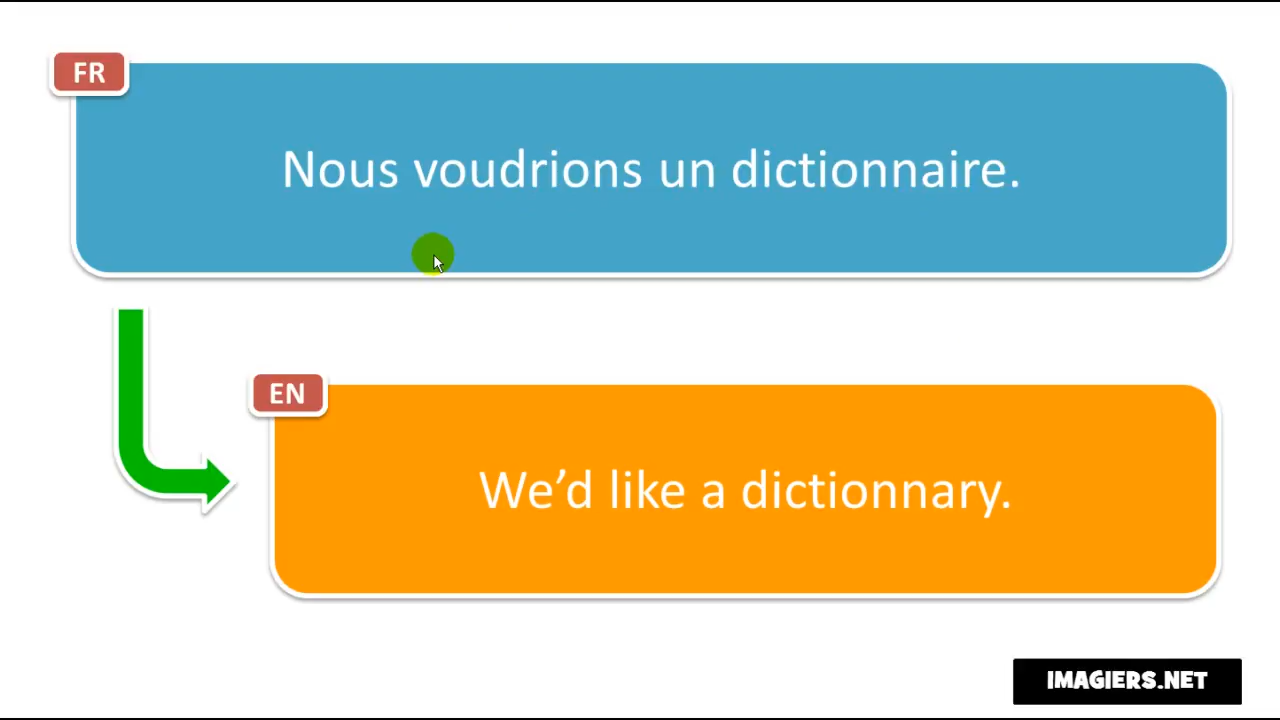 FR
Nous voudrions un dictionnaire.
EN
We’d like a dictionnary.
IMAGIERS.NET